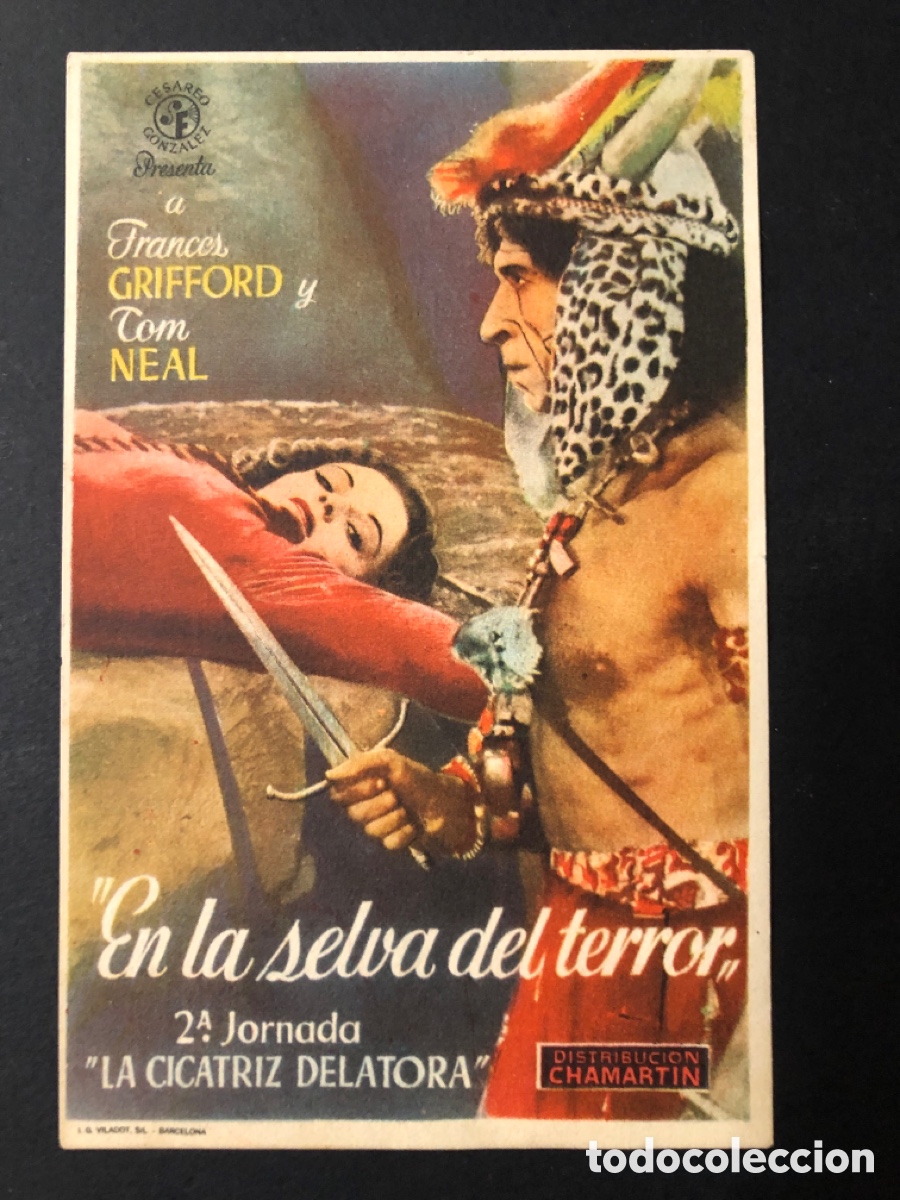 CESAREO
SF
GONZALEZ
Presenta
a
Frances
GRIFFORD y
Tom
NEAL
"En la selva del terror„
2ª Jornada
"LA CICATRIZ DELATORA"
DISTRIBUCION
CHAMARTIN
I. G. VILADOT, S/L. - BARCELONA
todocoleccion